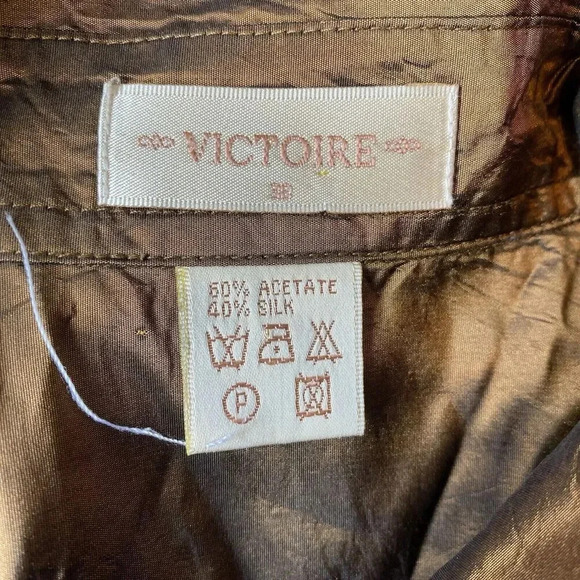 VICTOIRE
60% ACETATE
40% SILK
P